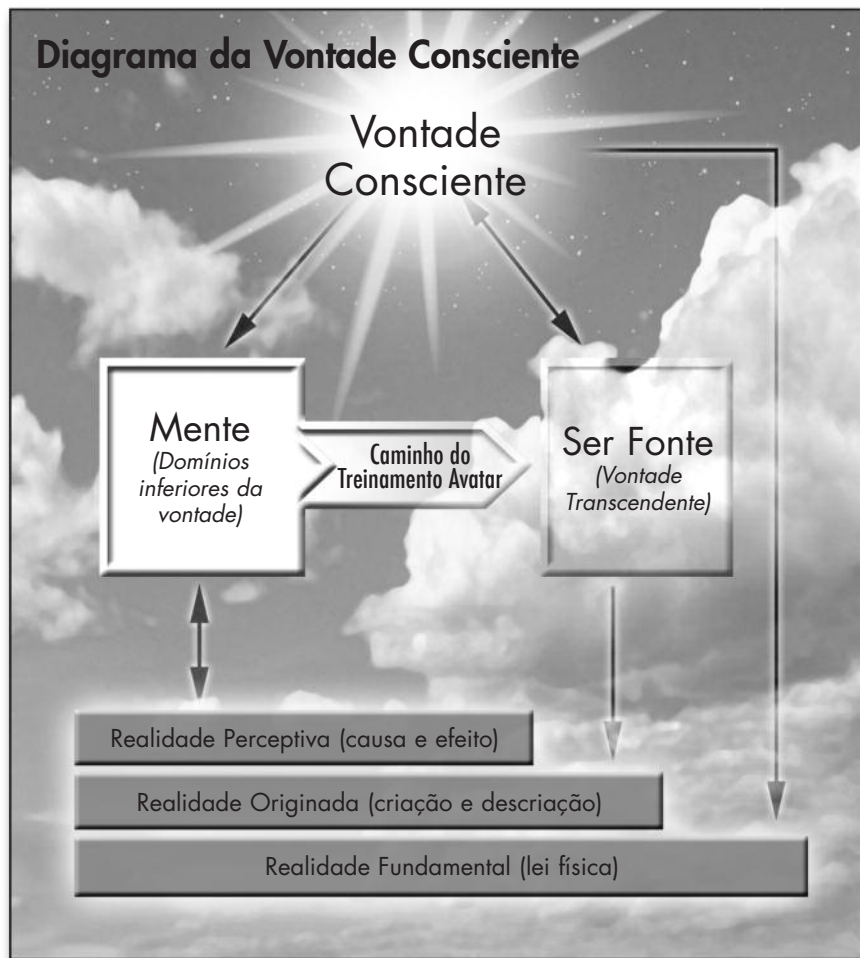 Diagrama da Vontade Consciente
Vontade
Consciente
Mente
(Domínios
inferiores da
vontade)
Caminho do
Treinamento Avatar
Ser Fonte
(Vontade
Transcendente)
Realidade Perceptiva (causa e efeito)
Realidade Originada (criação e descriação)
Realidade Fundamental (lei física)